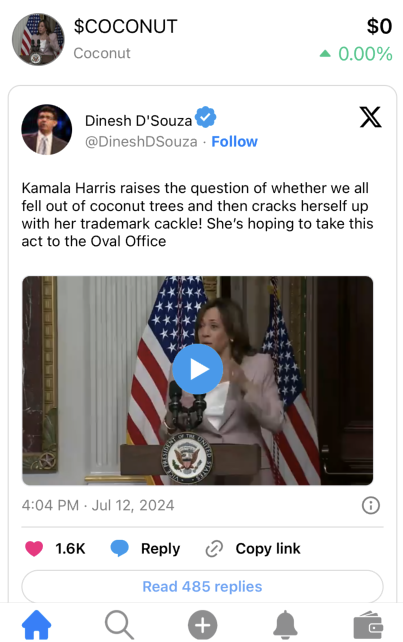 $COCONUT
$0
Coconut
0.00%
Dinesh D'Souza
@DineshDSouza · Follow
Kamala Harris raises the question of whether we all
fell out of coconut trees and then cracks herself up
with her trademark cackle! She's hoping to take this
act to the Oval Office
4:04 PM · Jul 12, 2024
1.6K
Reply
Copy link
Read 485 replies